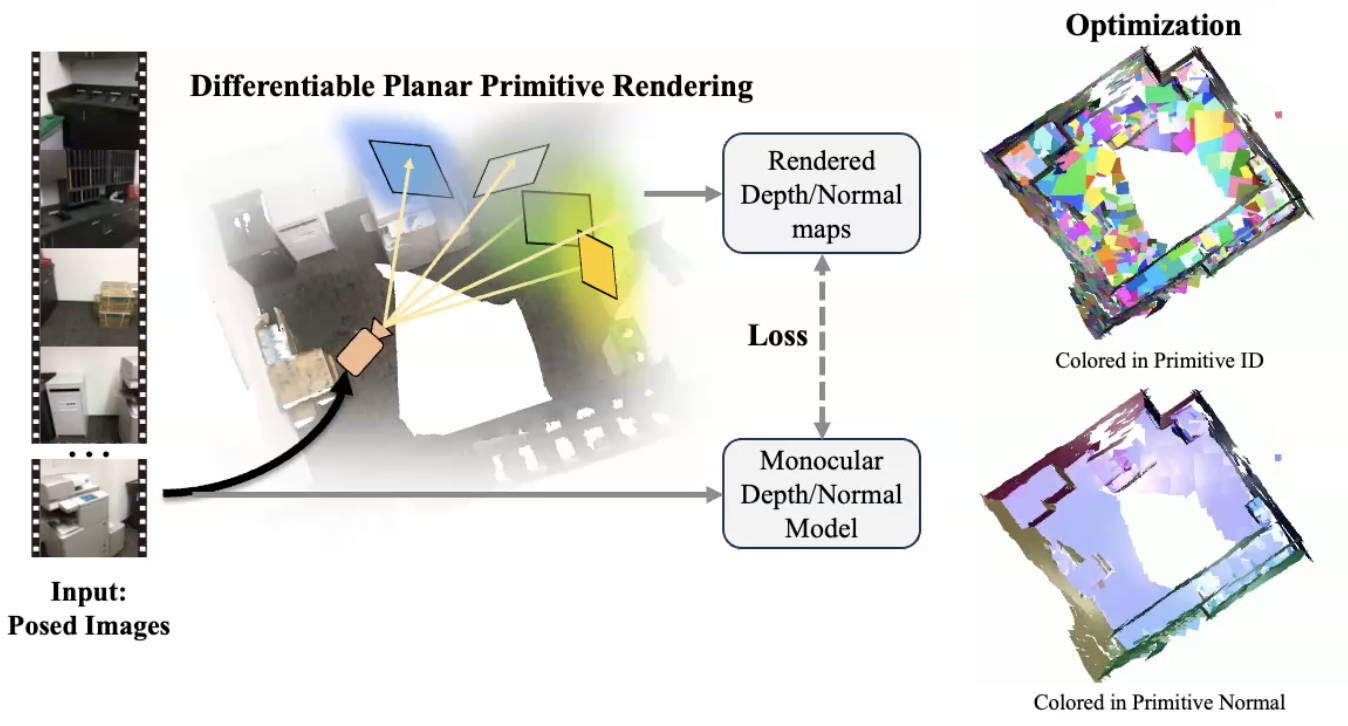 Optimization
Differentiable Planar Primitive Rendering
Rendered
Depth/Normal
maps
Loss
Colored in Primitive ID
Monocular
Depth/Normal
Model
...
Input:
Posed Images
Colored in Primitive Normal